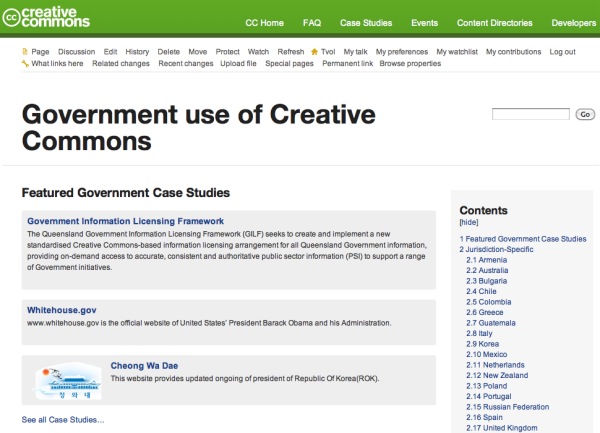 cc creative commons
CC Home FAQ Case Studies Events Content Directories Developers
Page Discussion Edit History Delete Move Protect Watch Refresh Tvol My talk My preferences My watchlist My contributions Log out
What links here Related changes Recent changes Upload file Special pages Permanent link Browse properties
Government use of Creative
Commons
Go
Featured Government Case Studies
Government Information Licensing Framework
The Queensland Government Information Licensing Framework (GILF) seeks to create and implement a new
standardised Creative Commons-based information licensing arrangement for all Queensland Government information,
providing on-demand access to accurate, consistent and authoritative public sector information (PSI) to support a range
of Government initiatives.
Whitehouse.gov
www.whitehouse.gov is the official website of United States' President Barack Obama and his Administration.
청와대
Cheong Wa Dae
This website provides updated ongoing of president of Republic Of Korea(ROK).
See all Case Studies...
Contents
[hide]
1 Featured Government Case Studies
2 Jurisdiction-Specific
2.1 Armenia
2.2 Australia
2.3 Bulgaria
2.4 Chile
2.5 Colombia
2.6 Greece
2.7 Guatemala
2.8 Italy
2.9 Korea
2.10 Mexico
2.11 Netherlands
2.12 New Zealand
2.13 Poland
2.14 Portugal
2.15 Russian Federation
2.16 Spain
2.17 United Kingdom